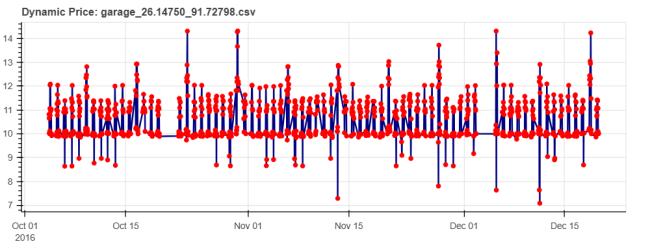 Dynamic Price: garage_26.14750_91.72798.csv
14
13
12
11
10
9
8
7
Oct 01
Oct 15
Nov 01
Nov 15
Dec 01
Dec 15
2016